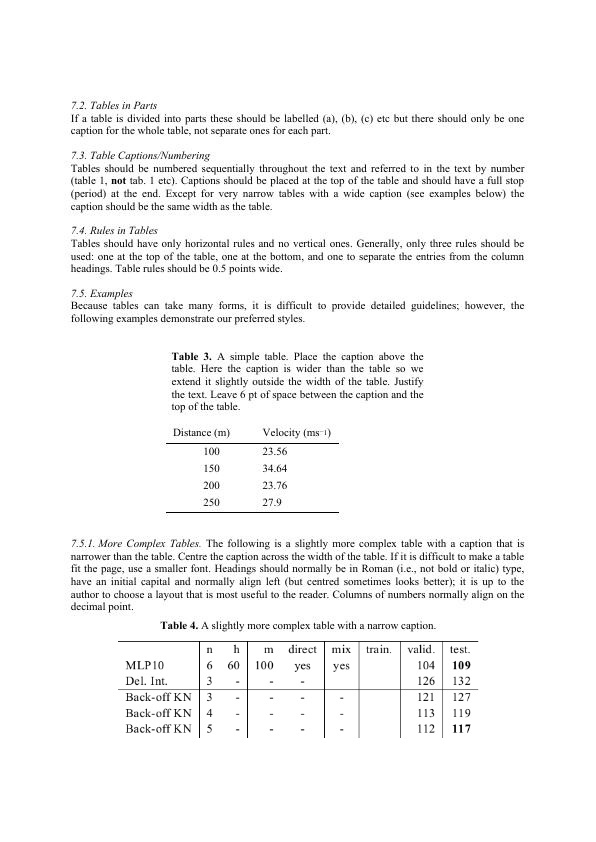 7.2. Tables in Parts
If a table is divided into parts these should be labelled (a), (b), (c) etc but there should only be one
caption for the whole table, not separate ones for each part.
7.3. Table Captions/Numbering
Tables should be numbered sequentially throughout the text and referred to in the text by number
(table 1, not tab. 1 etc). Captions should be placed at the top of the table and should have a full stop
(period) at the end. Except for very narrow tables with a wide caption (see examples below) the
caption should be the same width as the table.
7.4. Rules in Tables
Tables should have only horizontal rules and no vertical ones. Generally, only three rules should be
used: one at the top of the table, one at the bottom, and one to separate the entries from the column
headings. Table rules should be 0.5 points wide.
7.5. Examples
Because tables can take many forms, it is difficult to provide detailed guidelines; however, the
following examples demonstrate our preferred styles.
Table 3. A simple table. Place the caption above the
table. Here the caption is wider than the table so we
extend it slightly outside the width of the table. Justify
the text. Leave 6 pt of space between the caption and the
top of the table.
Distance (m) Velocity (ms⁻¹)
100 23.56
150 34.64
200 23.76
250 27.9
7.5.1. More Complex Tables. The following is a slightly more complex table with a caption that is
narrower than the table. Centre the caption across the width of the table. If it is difficult to make a table
fit the page, use a smaller font. Headings should normally be in Roman (i.e., not bold or italic) type,
have an initial capital and normally align left (but centred sometimes looks better); it is up to the
author to choose a layout that is most useful to the reader. Columns of numbers normally align on the
decimal point.
Table 4. A slightly more complex table with a narrow caption.
n h m direct mix train. valid. test.
MLP10 6 60 100 yes yes 104 109
Del. Int. 3 - - - 126 132
Back-off KN 3 - - - - 121 127
Back-off KN 4 - - - - 113 119
Back-off KN 5 - - - - 112 117